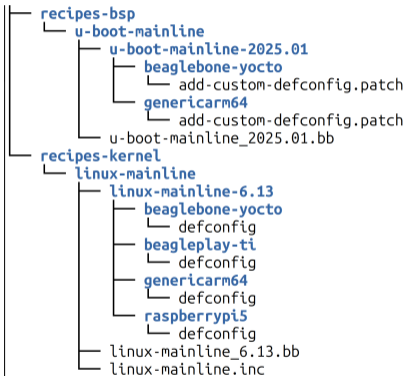 recipes-bsp
u-boot-mainline
u-boot-mainline-2025.01
beaglebone-yocto
add-custom-defconfig.patch
genericarm64
add-custom-defconfig.patch
u-boot-mainline_2025.01.bb
recipes-kernel
linux-mainline
linux-mainline-6.13
beaglebone-yocto
defconfig
beagleplay-ti
defconfig
genericarm64
defconfig
raspberrypi5
defconfig
linux-mainline_6.13.bb
linux-mainline.inc